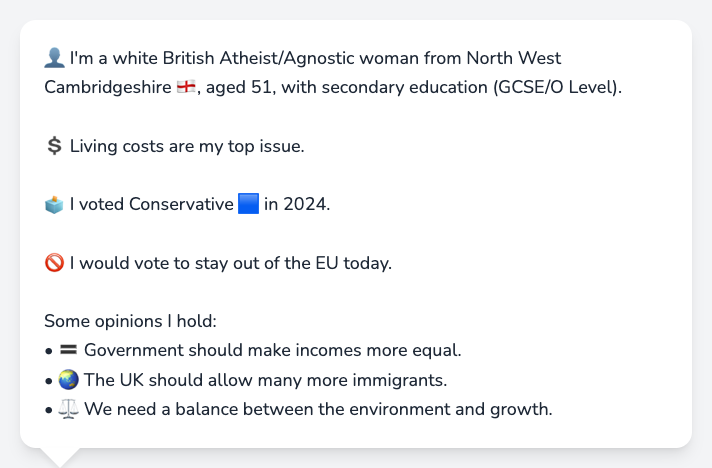 👤 I'm a white British Atheist/Agnostic woman from North West
Cambridgeshire 🏴󠁧󠁢󠁥󠁮󠁧󠁿, aged 51, with secondary education (GCSE/O Level).
💲 Living costs are my top issue.
🗳️ I voted Conservative 🟦 in 2024.
🚫 I would vote to stay out of the EU today.
Some opinions I hold:
• 🟰 Government should make incomes more equal.
• 🌏 The UK should allow many more immigrants.
• ⚖️ We need a balance between the environment and growth.